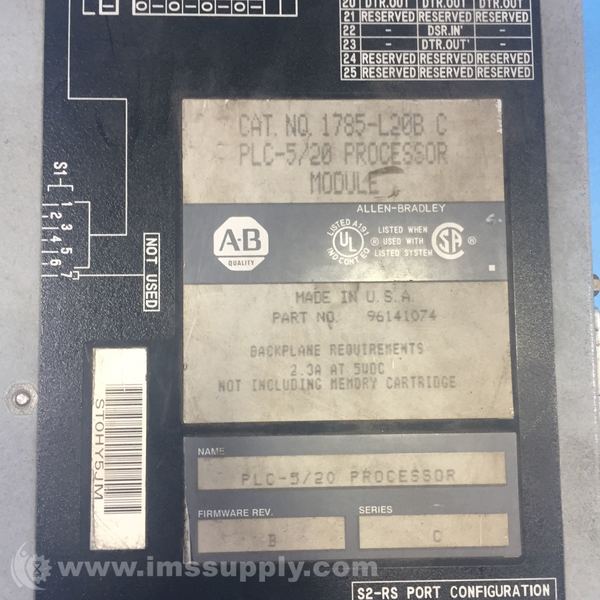 20 DTR.OUT DTR.OUT DTR.OUT
21 RESERVED RESERVED RESERVED
22 - DSR.IN' -
23 - DTR.OUT' -
24 RESERVED RESERVED RESERVED
25 RESERVED RESERVED RESERVED
CAT. NO. 1785-L20B C
PLC-5/20 PROCESSOR
MODULE
ALLEN-BRADLEY
A-B
QUALITY
LISTED A191
UL ®
IND CONT EQ
LISTED WHEN
USED WITH
LISTED SYSTEM
SA ®
MADE IN U.S.A.
PART NO. 96141074
BACKPLANE REQUIREMENTS
2.3A AT 5VDC
NOT INCLUDING MEMORY CARTRIDGE
S1
1
2
3
4
5
6
7
NOT USED
STOHY5JM
NAME
PLC-5/20 PROCESSOR
FIRMWARE REV.
B
SERIES
C
www.imssupply.com
S2-RS PORT CONFIGURATION